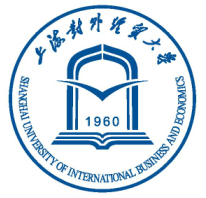 上海对外经贸大学
1960
SHANGHAI UNIVERSITY OF INTERNATIONAL BUSINESS AND ECONOMICS